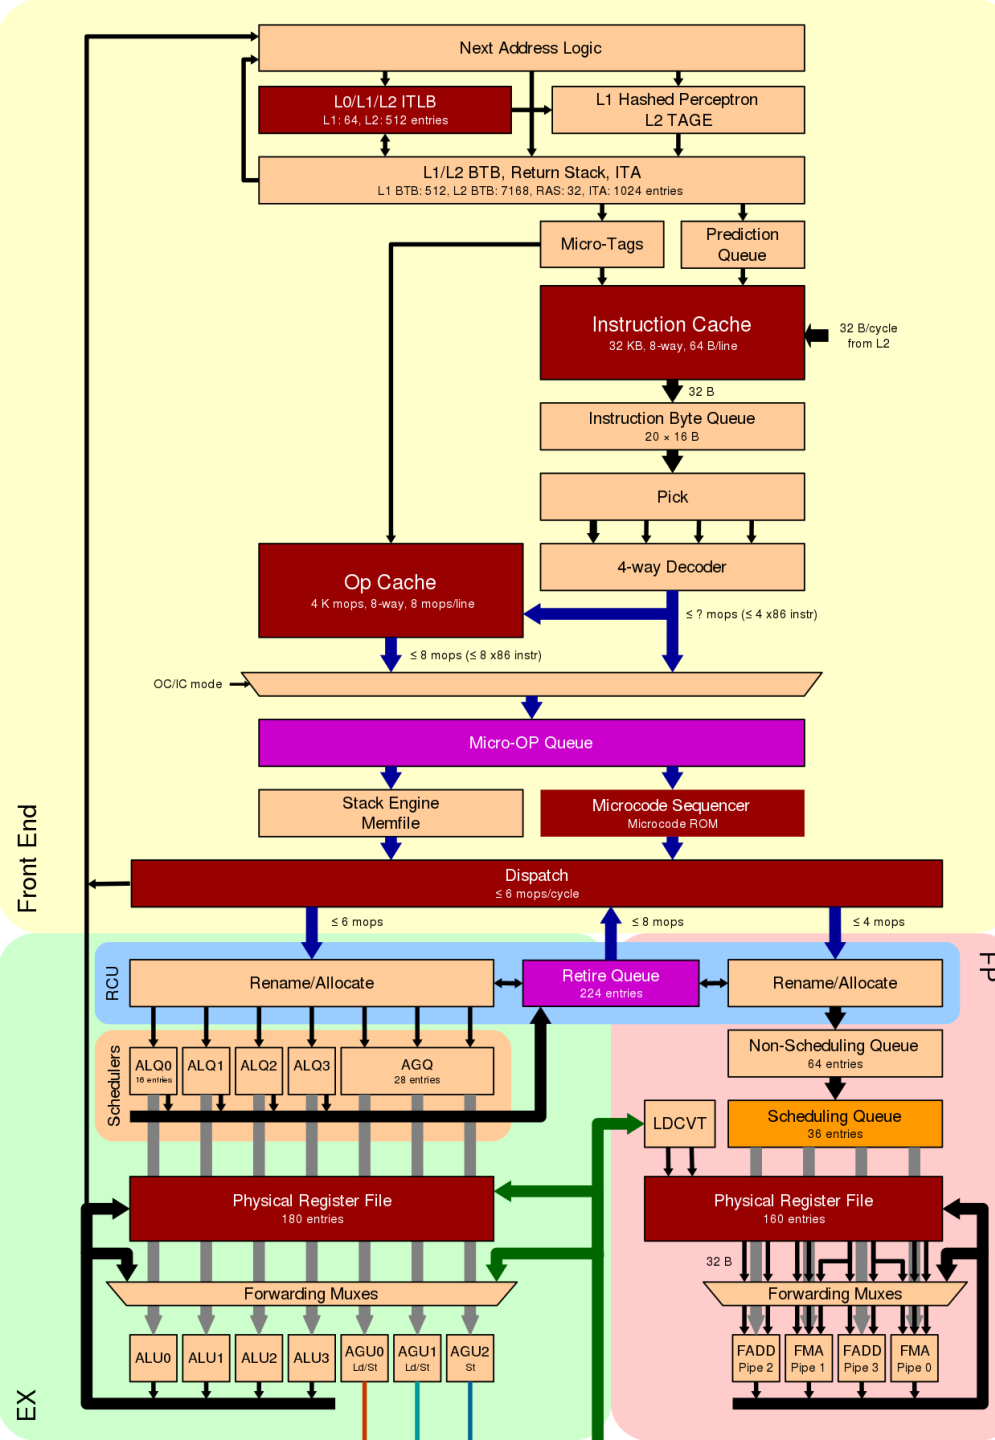 Next Address Logic
L0/L1/L2 ITLB
L1: 64, L2: 512 entries
L1 Hashed Perceptron
L2 TAGE
L1/L2 BTB, Return Stack, ITA
L1 BTB: 512, L2 BTB: 7168, RAS: 32, ITA: 1024 entries
Micro-Tags
Prediction
Queue
Instruction Cache
32 KB, 8-way, 64 B/line
32 B/cycle
from L2
32 B
Instruction Byte Queue
20 × 16 B
Pick
4-way Decoder
Op Cache
4 K mops, 8-way, 8 mops/line
≤ ? mops (≤ 4 x86 instr)
≤ 8 mops (≤ 8 x86 instr)
OC/IC mode
Micro-OP Queue
Stack Engine
Memfile
Microcode Sequencer
Microcode ROM
Front End
Dispatch
≤ 6 mops/cycle
≤ 6 mops
≤ 8 mops
≤ 4 mops
RCU
Rename/Allocate
Retire Queue
224 entries
Rename/Allocate
FP
Schedulers
ALQ0
16 entries
ALQ1
ALQ2
ALQ3
AGQ
28 entries
Non-Scheduling Queue
64 entries
LDCVT
Scheduling Queue
36 entries
Physical Register File
180 entries
Physical Register File
160 entries
32 B
Forwarding Muxes
Forwarding Muxes
ALU0
ALU1
ALU2
ALU3
AGU0
Ld/St
AGU1
Ld/St
AGU2
St
FADD
Pipe 2
FMA
Pipe 1
FADD
Pipe 3
FMA
Pipe 0
EX